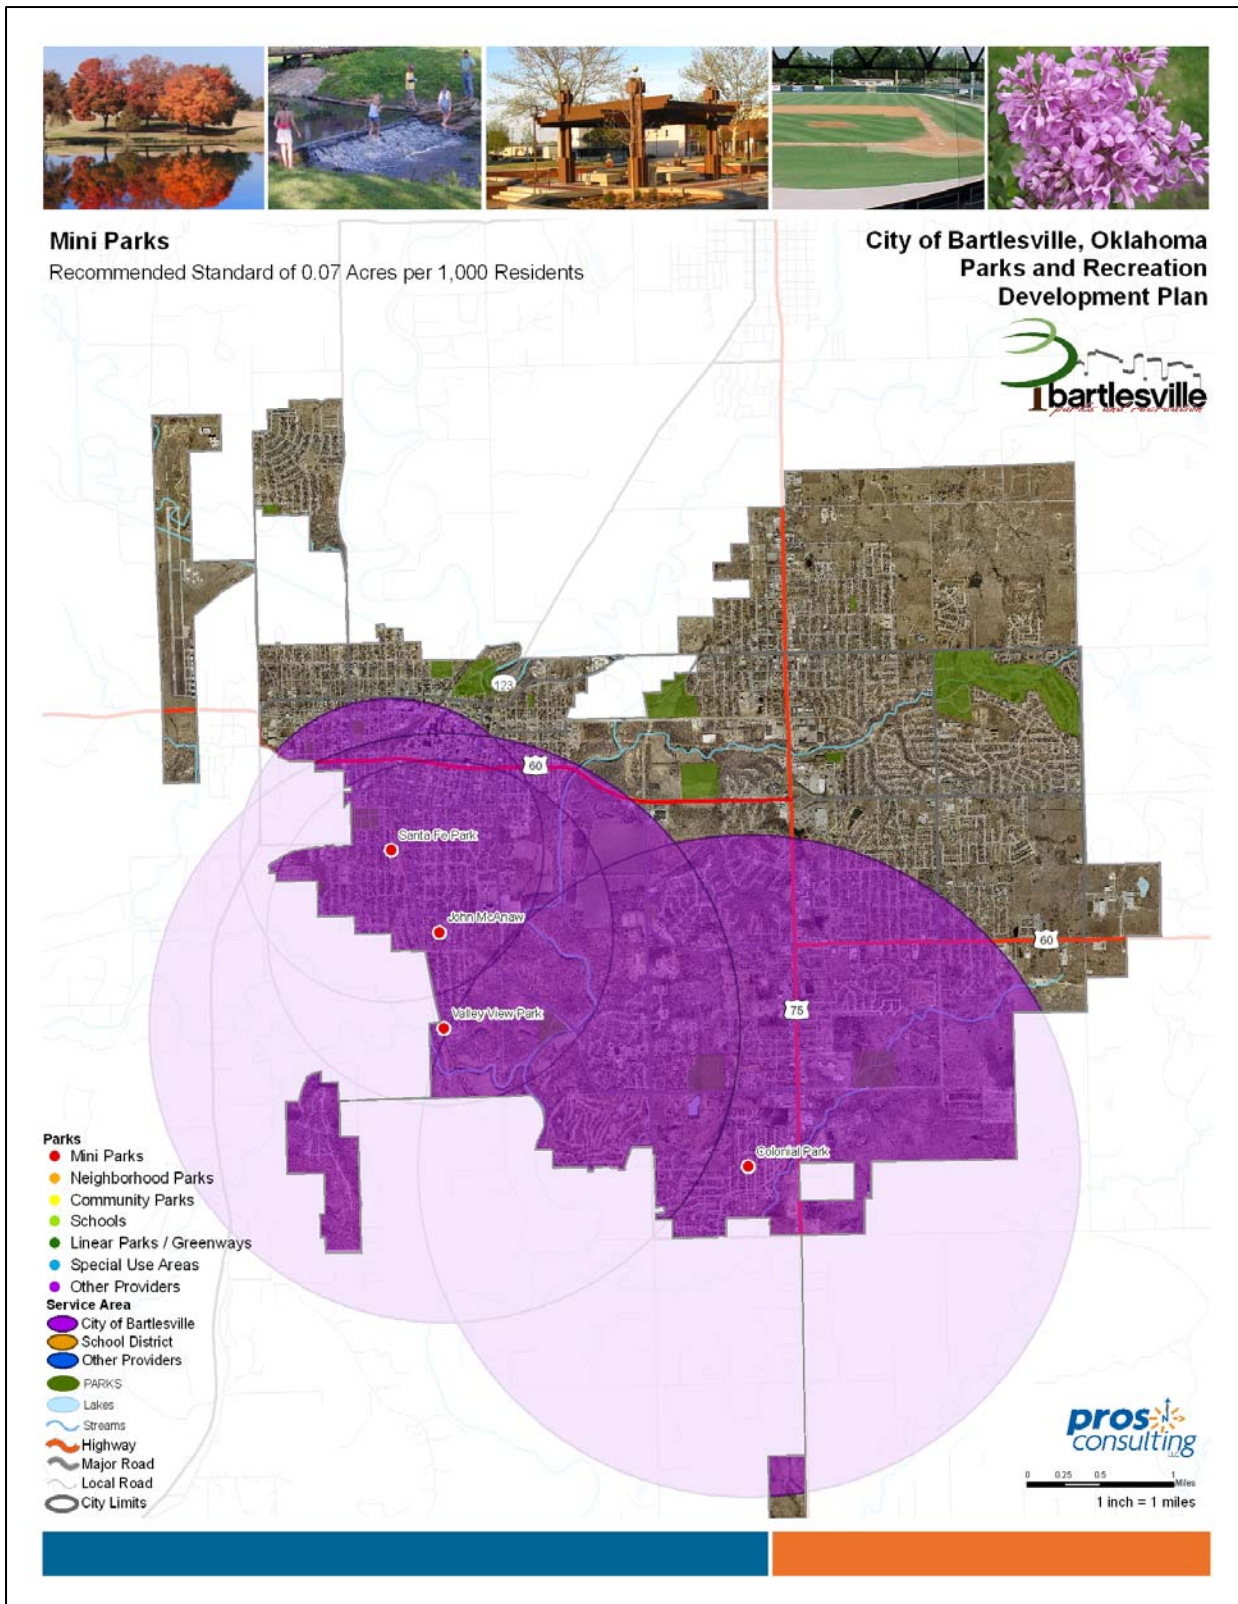 Mini Parks
Recommended Standard of 0.07 Acres per 1,000 Residents
City of Bartlesville, Oklahoma
Parks and Recreation
Development Plan
bartlesville
parks and recreation
123
60
Santa Fe Park
John McAnaw
60
Valley View Park
75
Colonial Park
Parks
Mini Parks
Neighborhood Parks
Community Parks
Schools
Linear Parks / Greenways
Special Use Areas
Other Providers
Service Area
City of Bartlesville
School District
Other Providers
PARKS
Lakes
Streams
Highway
Major Road
Local Road
City Limits
pros
consulting
LLC
N
0 0.25 0.5 1
Miles
1 inch = 1 miles